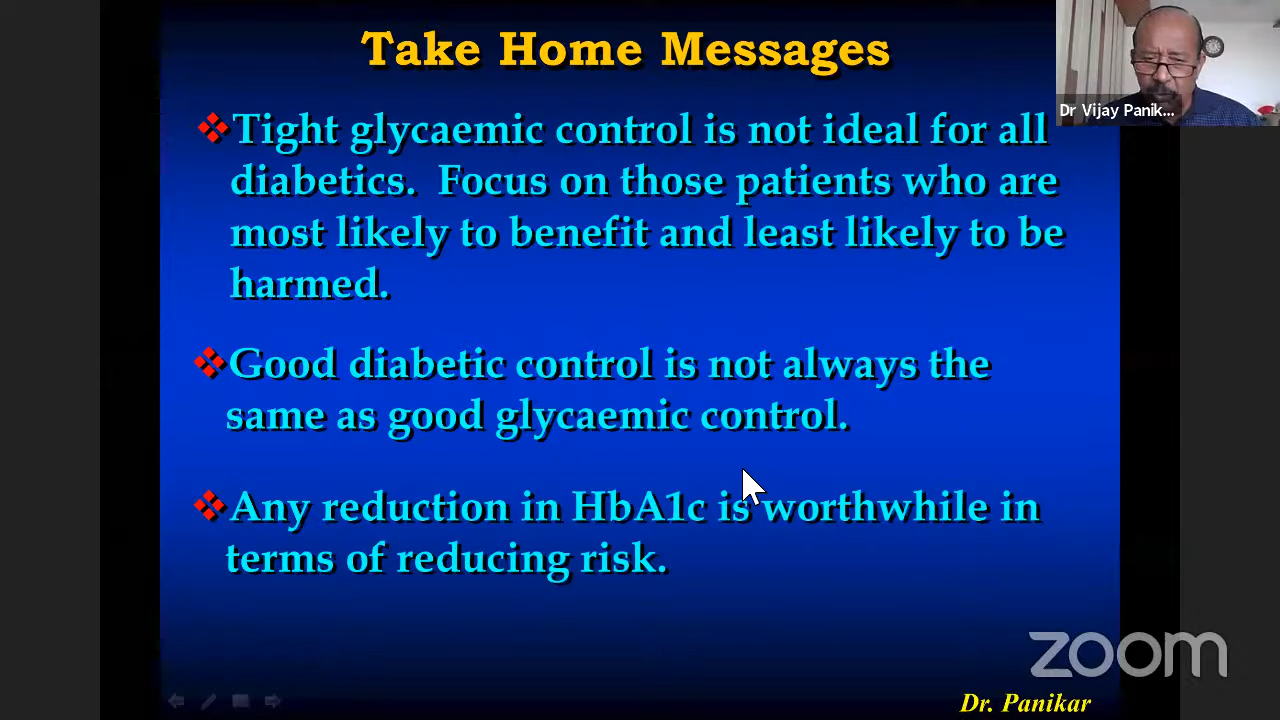 Take Home Messages
Dr Vijay Panik...
Tight glycaemic control is not ideal for all
diabetics. Focus on those patients who are
most likely to benefit and least likely to be
harmed.
Good diabetic control is not always the
same as good glycaemic control.
Any reduction in HbA1c is worthwhile in
terms of reducing risk.
zoom
Dr. Panikar